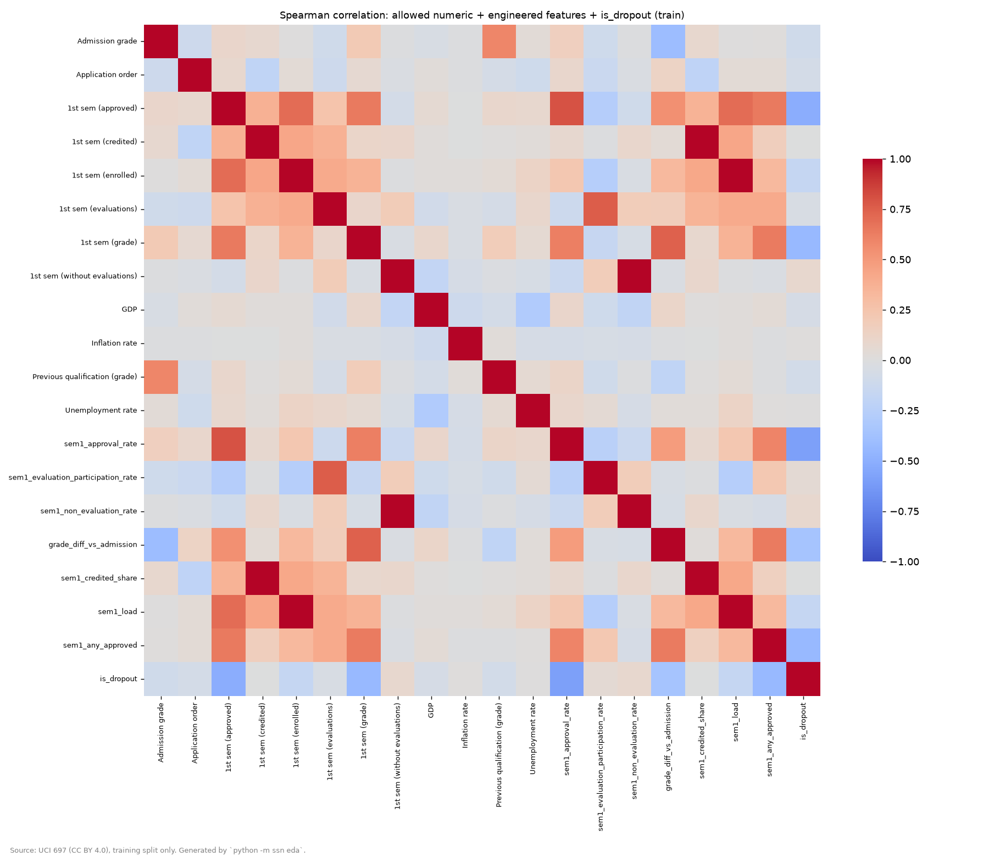 Spearman correlation: allowed numeric + engineered features + is_dropout (train)
Admission grade
Application order
1st sem (approved)
1st sem (credited)
1st sem (enrolled)
1st sem (evaluations)
1st sem (grade)
1st sem (without evaluations)
GDP
Inflation rate
Previous qualification (grade)
Unemployment rate
sem1_approval_rate
sem1_evaluation_participation_rate
sem1_non_evaluation_rate
grade_diff_vs_admission
sem1_credited_share
sem1_load
sem1_any_approved
is_dropout
Admission grade
Application order
1st sem (approved)
1st sem (credited)
1st sem (enrolled)
1st sem (evaluations)
1st sem (grade)
1st sem (without evaluations)
GDP
Inflation rate
Previous qualification (grade)
Unemployment rate
sem1_approval_rate
sem1_evaluation_participation_rate
sem1_non_evaluation_rate
grade_diff_vs_admission
sem1_credited_share
sem1_load
sem1_any_approved
is_dropout
1.00
0.75
0.50
0.25
0.00
−0.25
−0.50
−0.75
−1.00
Source: UCI 697 (CC BY 4.0), training split only. Generated by `python -m ssn eda`.